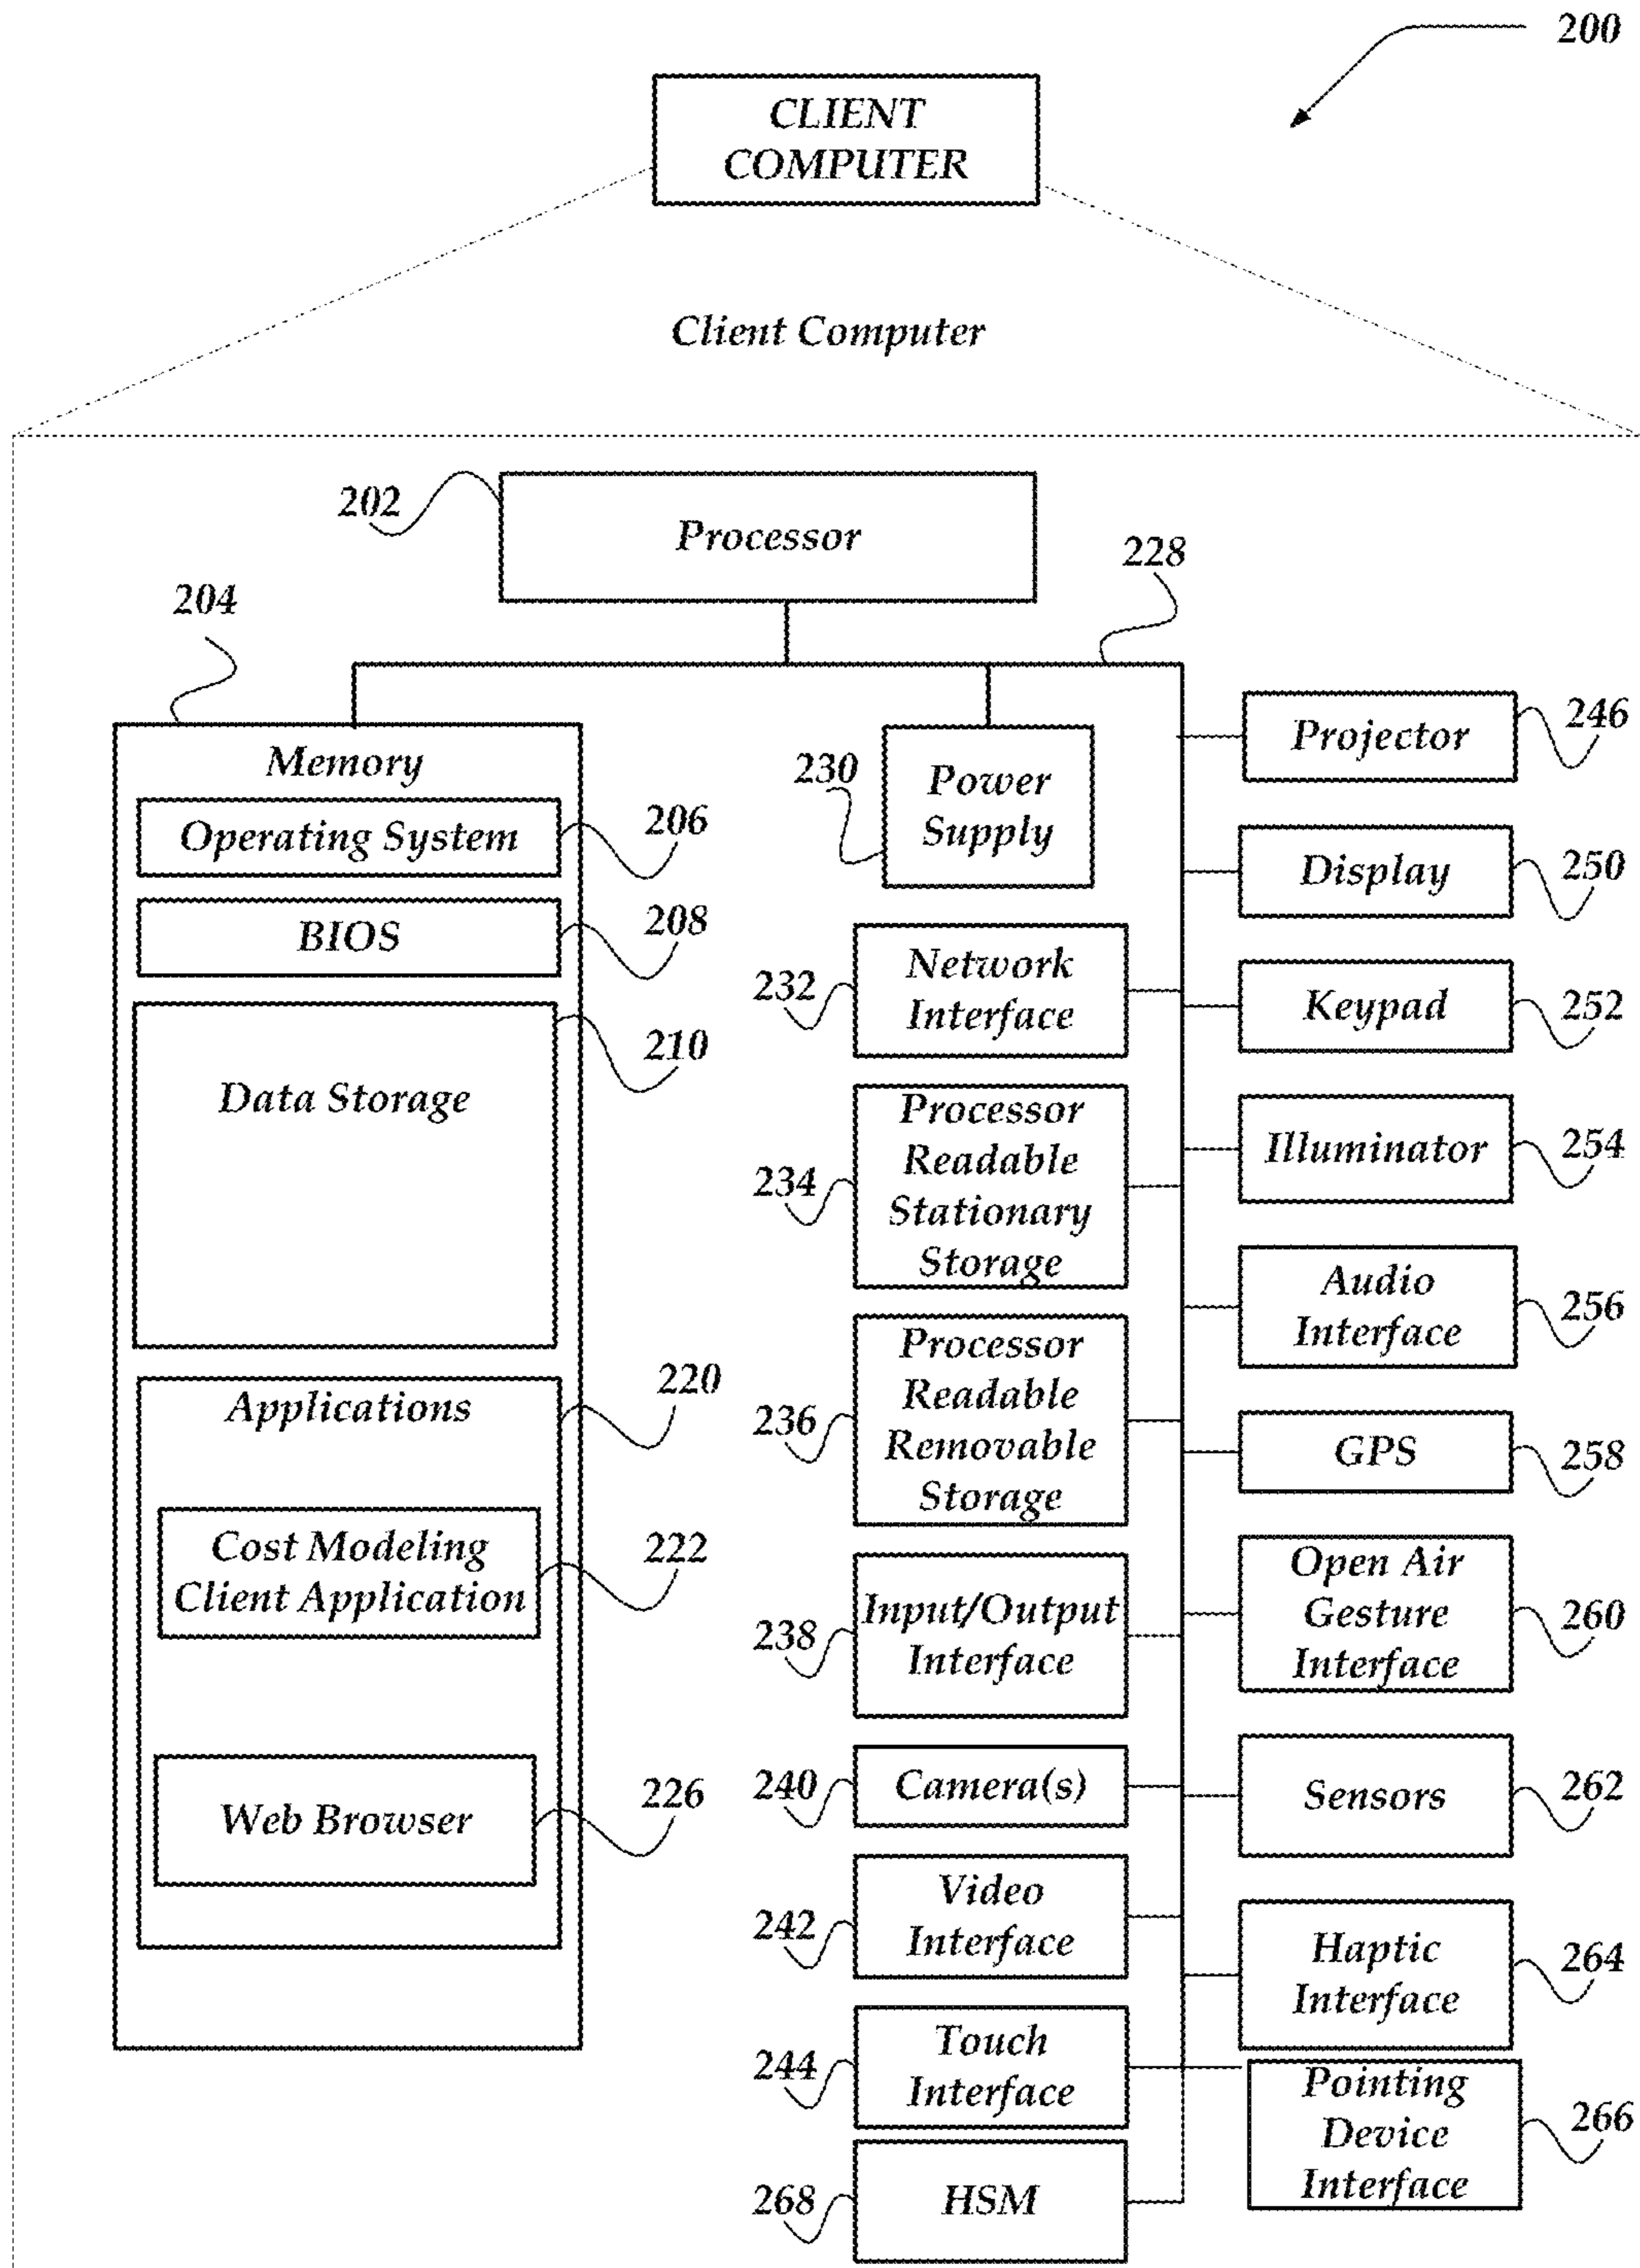 200
CLIENT
COMPUTER
Client Computer
202
Processor
228
204
Memory
Operating System
206
BIOS
208
Data Storage
210
Applications
220
Cost Modeling
Client Application
222
Web Browser
226
230
Power
Supply
232
Network
Interface
234
Processor
Readable
Stationary
Storage
236
Processor
Readable
Removable
Storage
238
Input/Output
Interface
240
Camera(s)
242
Video
Interface
244
Touch
Interface
268
HSM
Projector
246
Display
250
Keypad
252
Illuminator
254
Audio
Interface
256
GPS
258
Open Air
Gesture
Interface
260
Sensors
262
Haptic
Interface
264
Pointing
Device
Interface
266